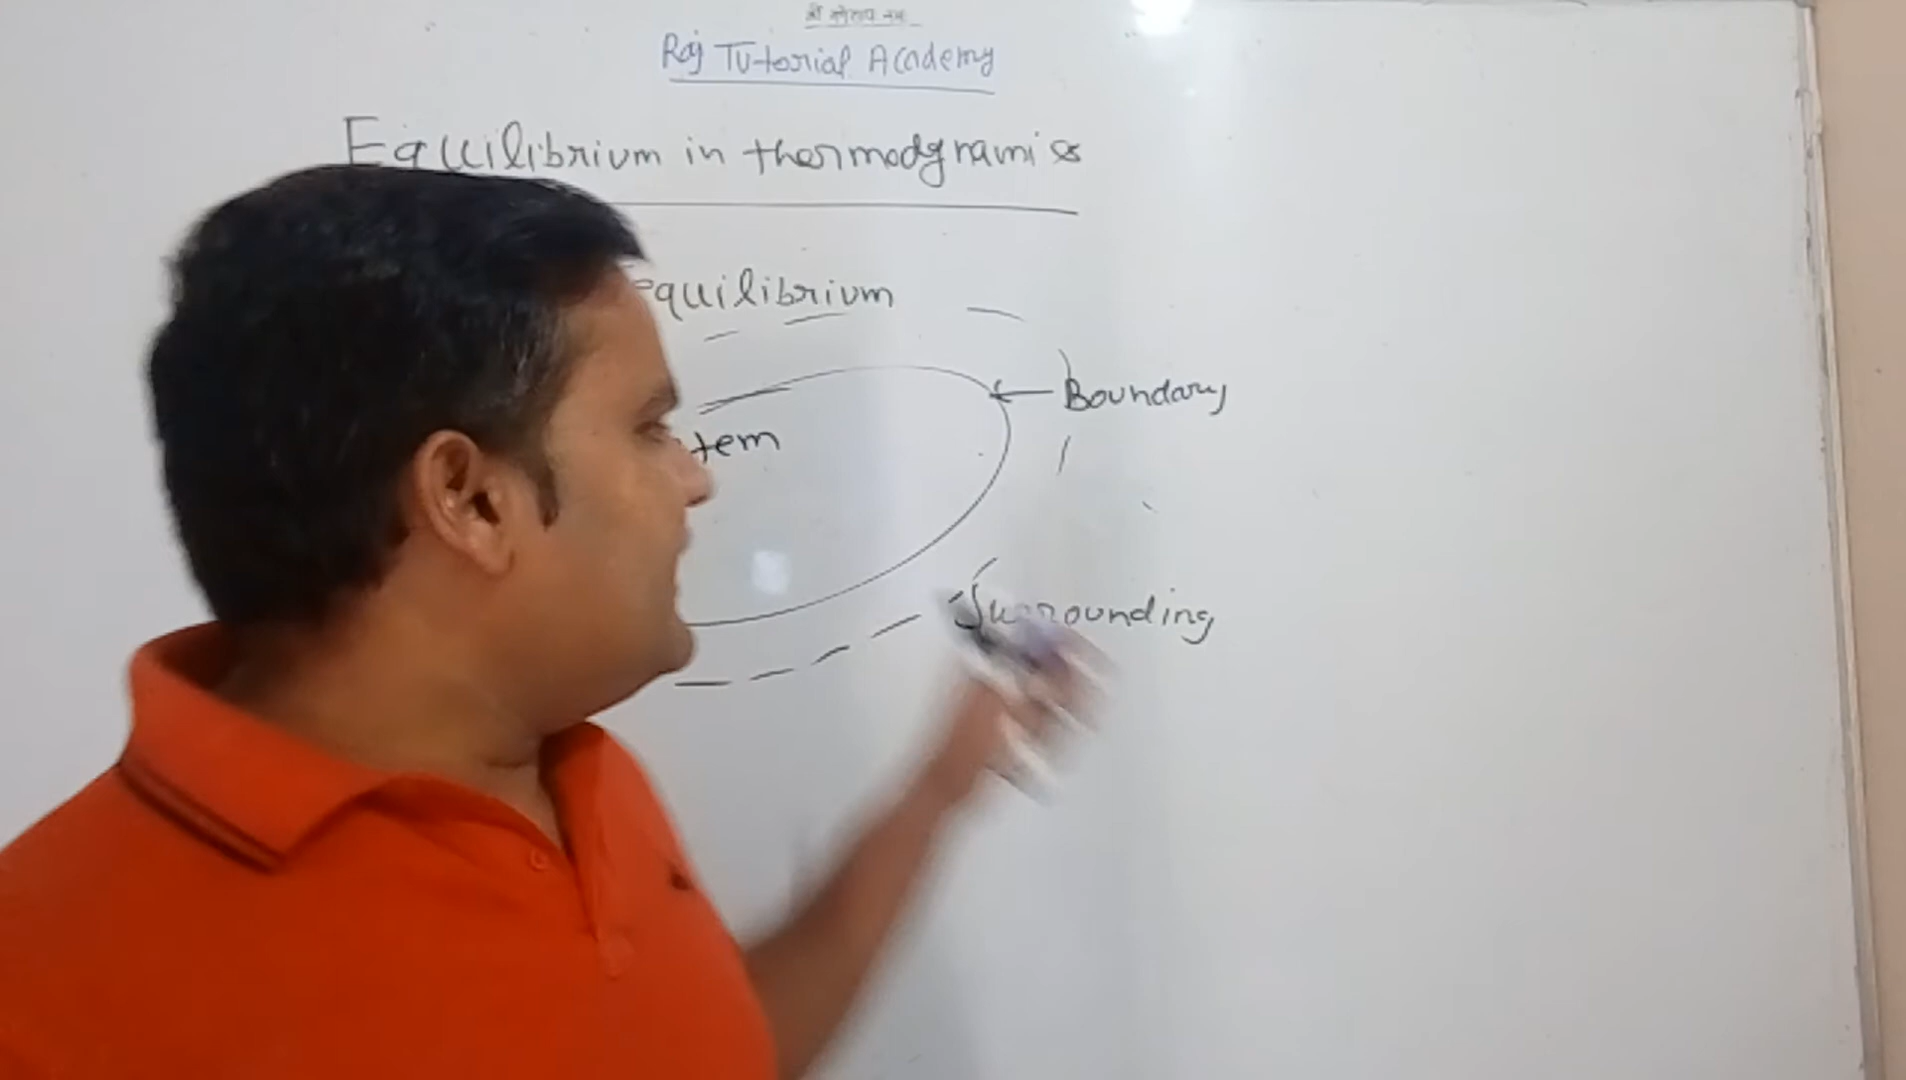 Raj Tutorial Academy
Equilibrium in thermodynamics
equilibrium
Boundary
tem
Surrounding